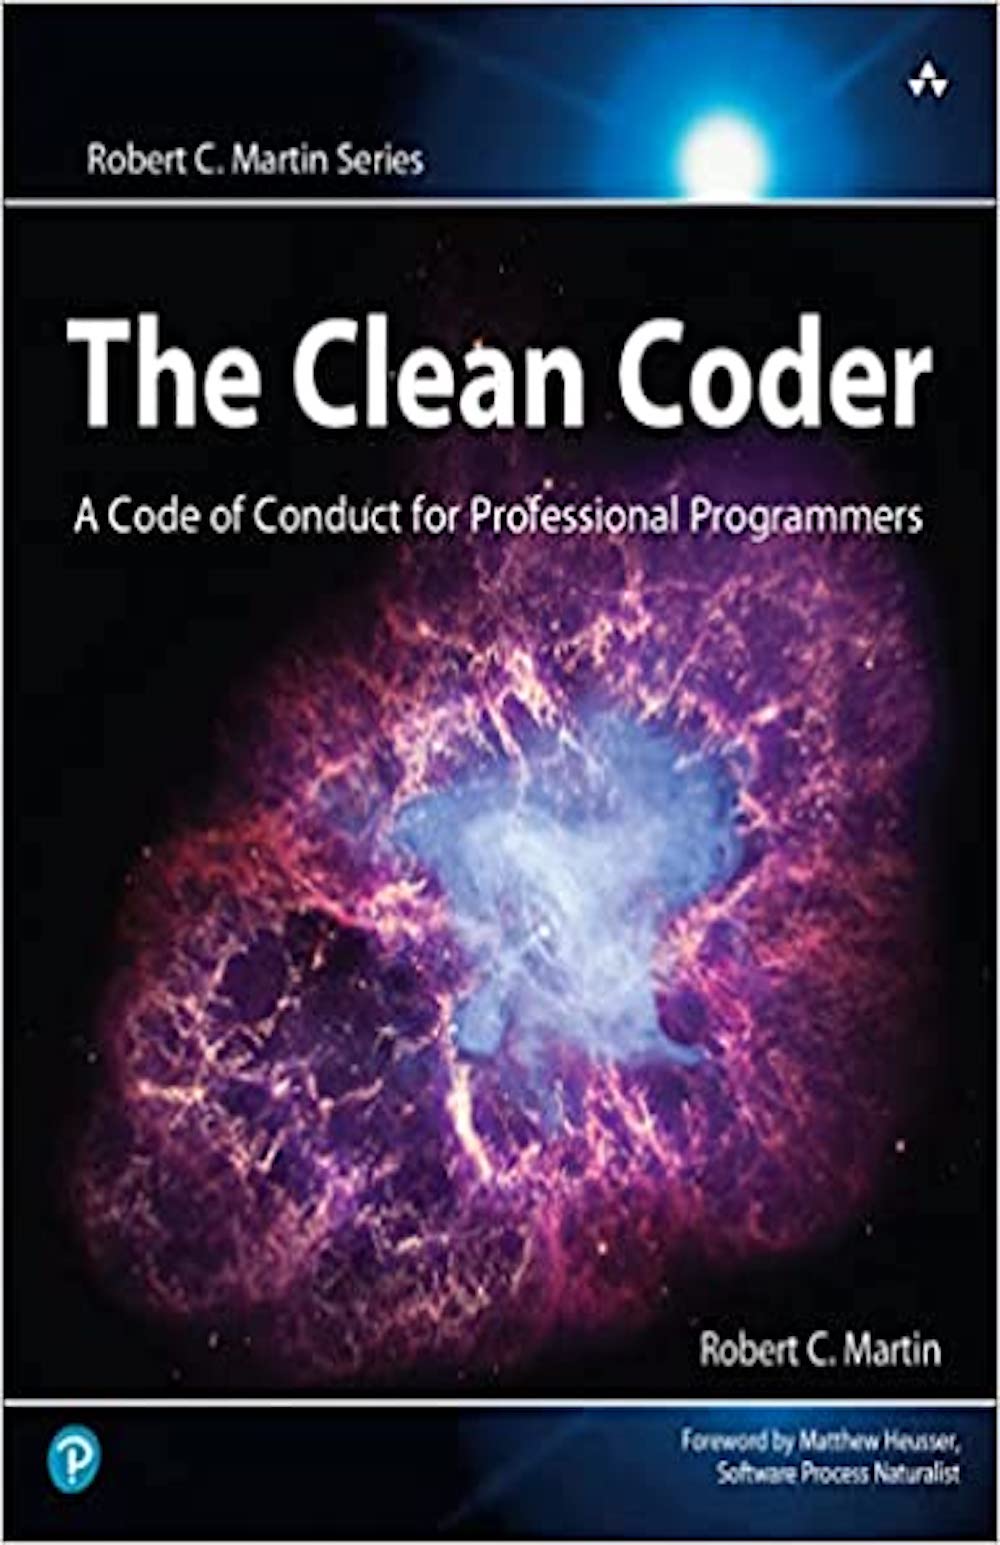 Robert C. Martin Series
The Clean Coder
A Code of Conduct for Professional Programmers
Robert C. Martin
Foreword by Matthew Heusser,
Software Process Naturalist